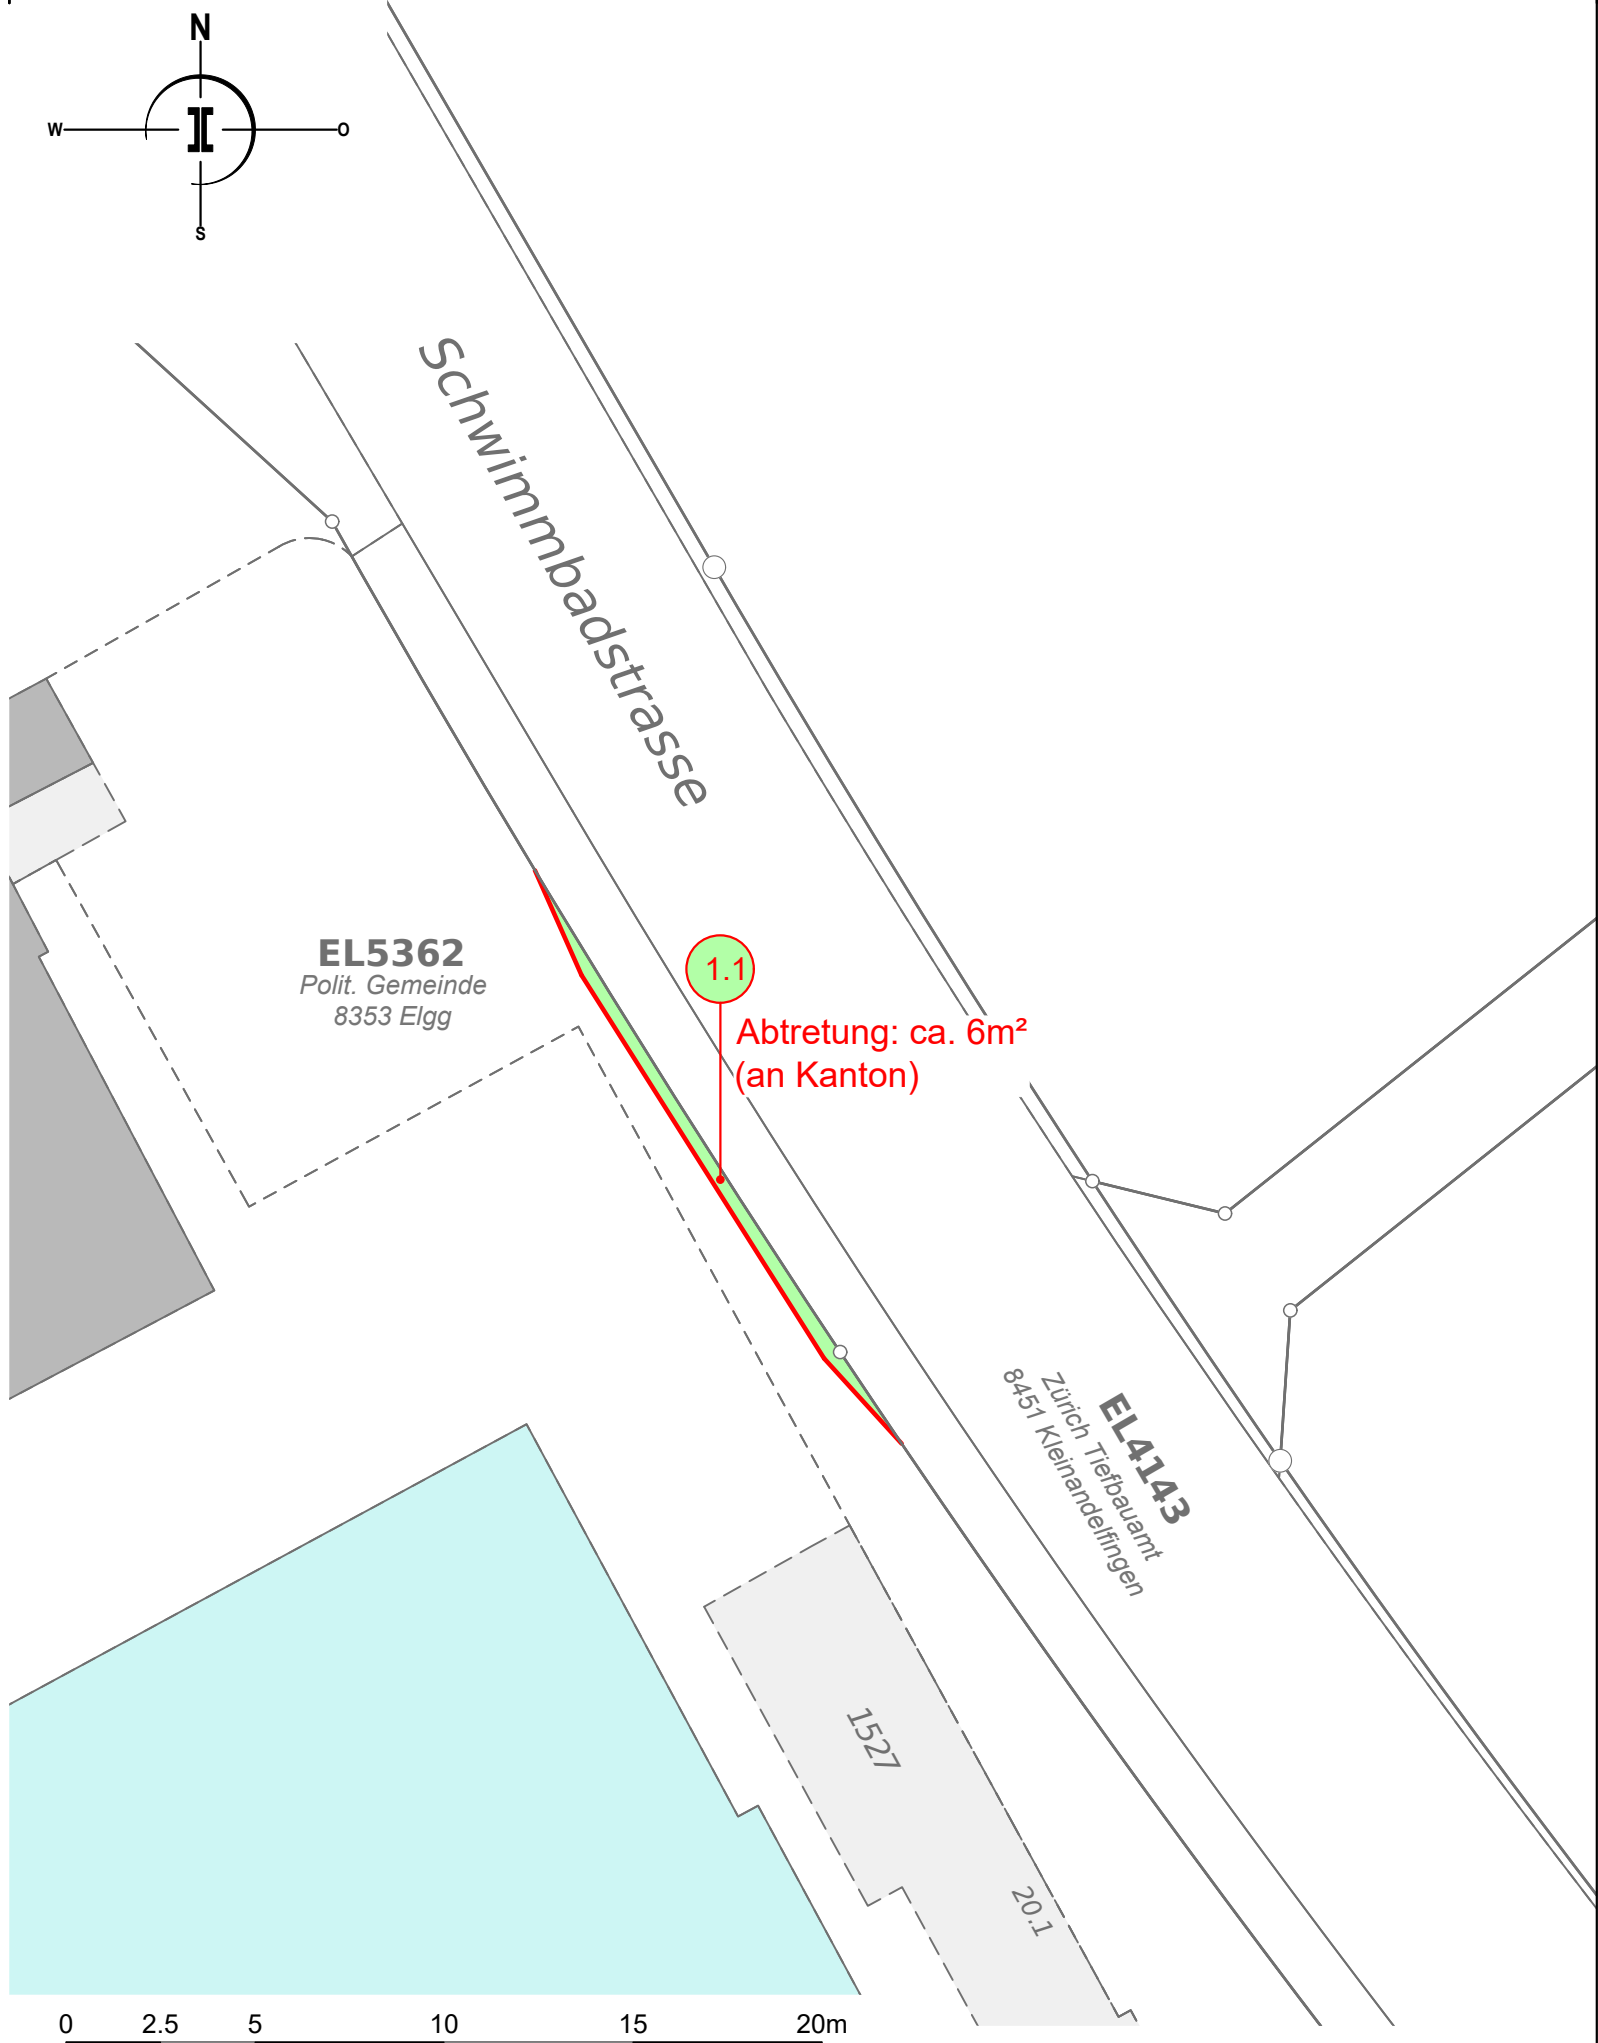 N
W
O
S
Schwimmbadstrasse
EL5362
Polit. Gemeinde
8353 Elgg
1.1
Abtretung: ca. 6m²
(an Kanton)
EL4143
Zürich Tiefbauamt
8451 Kleinandelfingen
1527
20.1
0 2.5 5 10 15 20m